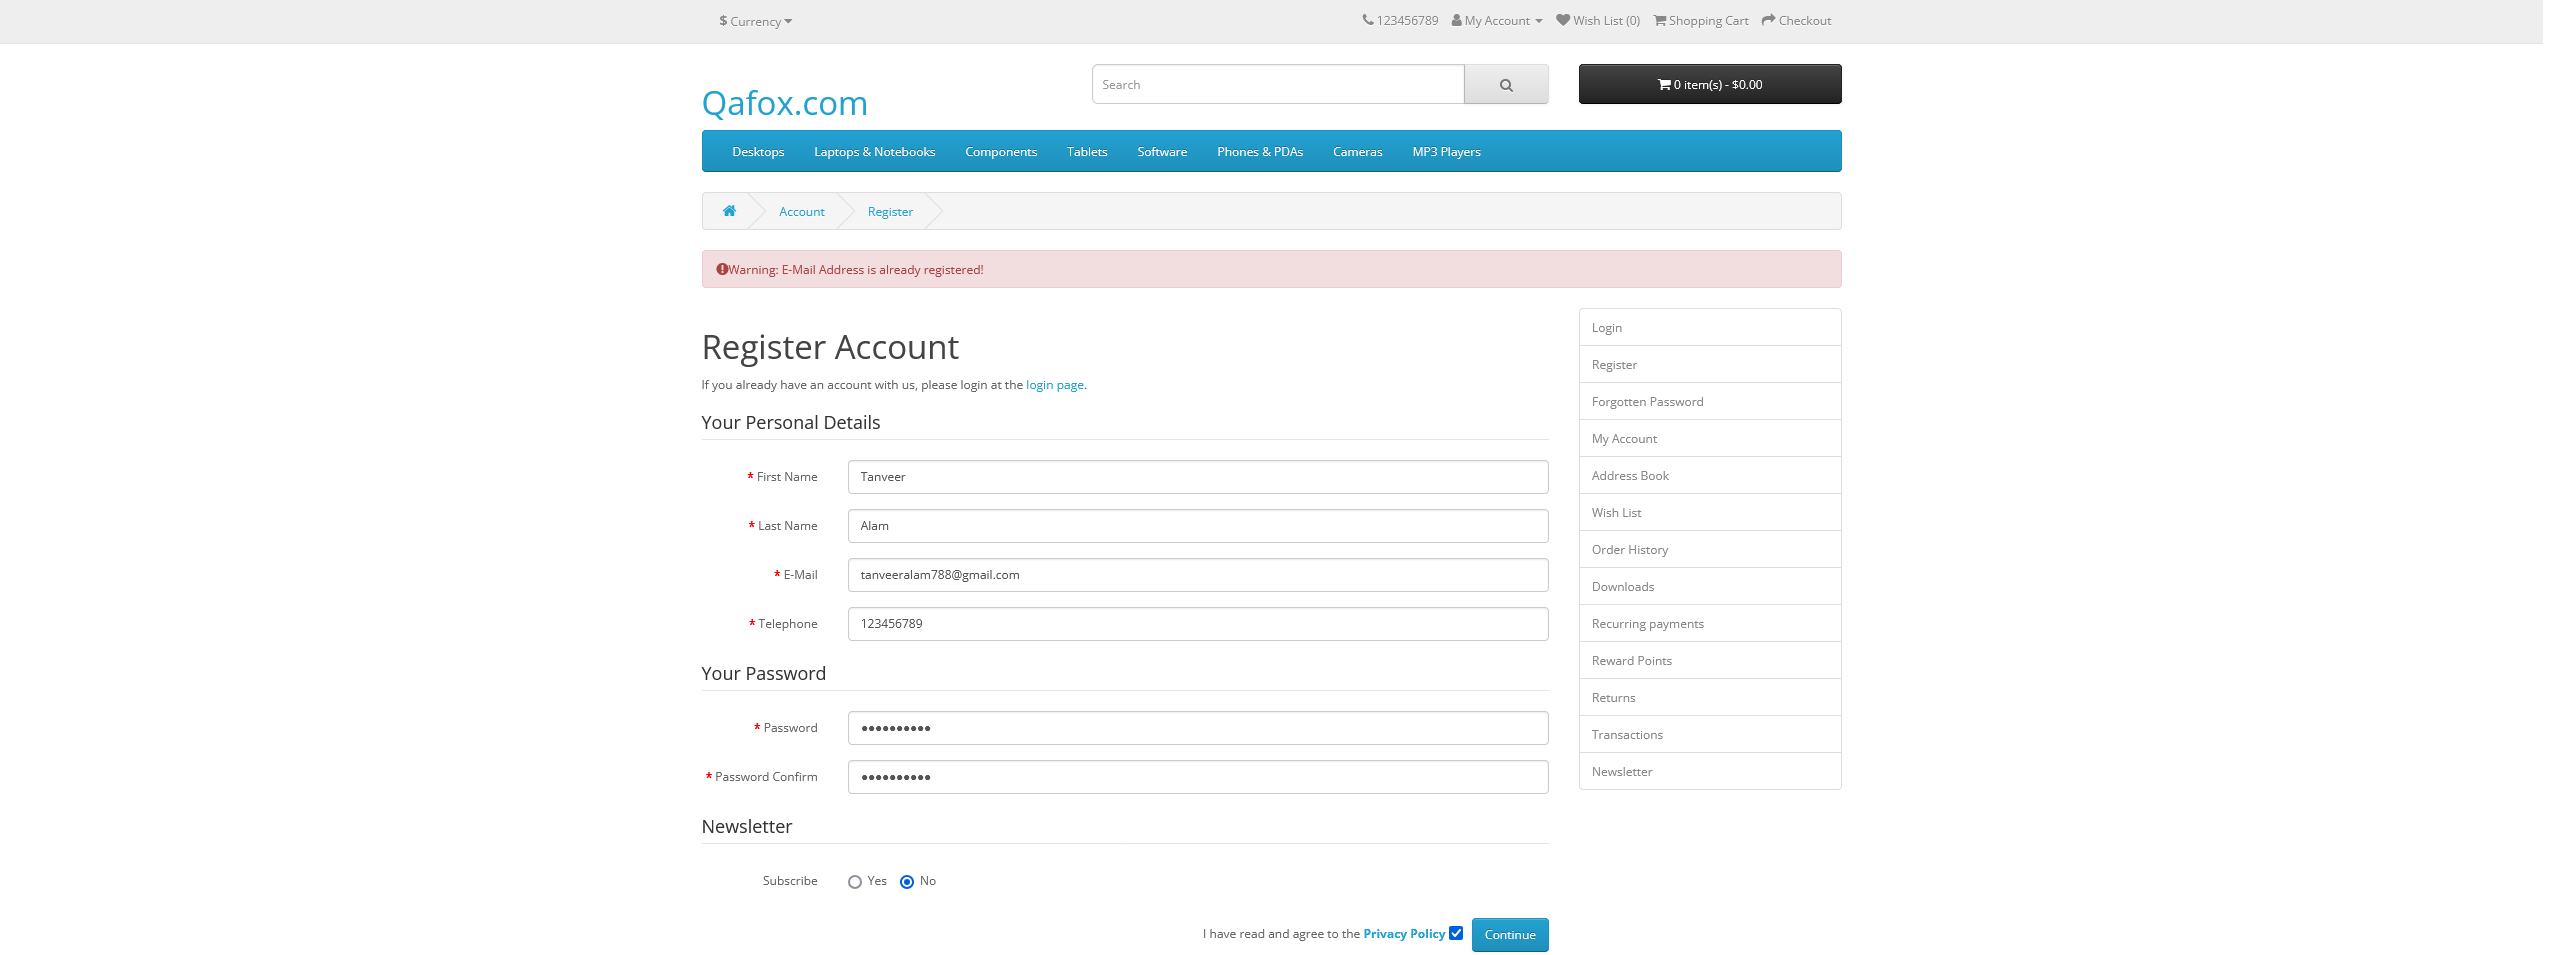 $ Currency
123456789 My Account Wish List (0) Shopping Cart Checkout
Qafox.com
Search
0 item(s) - $0.00
Desktops Laptops & Notebooks Components Tablets Software Phones & PDAs Cameras MP3 Players
Account Register
Warning: E-Mail Address is already registered!
Register Account
If you already have an account with us, please login at the login page.
Your Personal Details
* First Name Tanveer
* Last Name Alam
* E-Mail tanveeralam788@gmail.com
* Telephone 123456789
Your Password
* Password ••••••••••
* Password Confirm ••••••••••
Newsletter
Subscribe Yes No
I have read and agree to the Privacy Policy Continue
Login
Register
Forgotten Password
My Account
Address Book
Wish List
Order History
Downloads
Recurring payments
Reward Points
Returns
Transactions
Newsletter